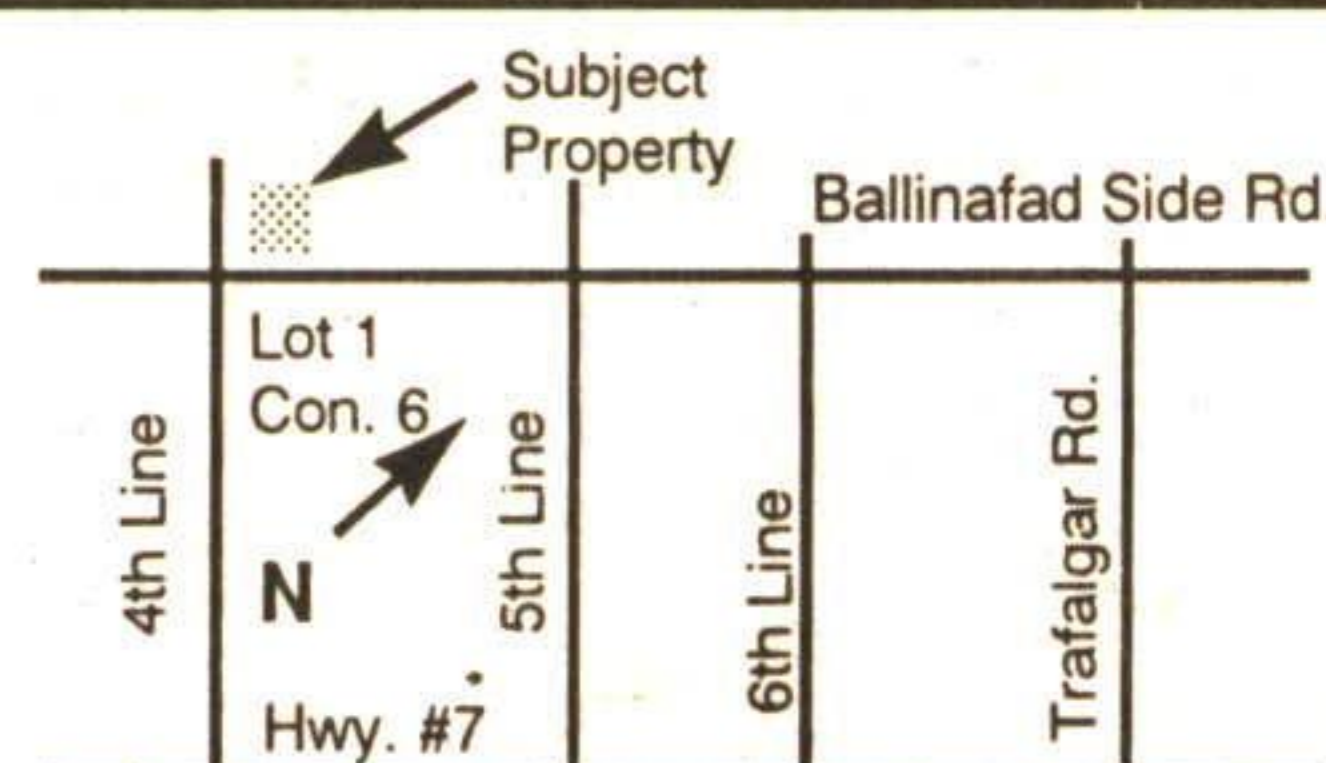 Subject
Property
Ballinafad Side Rd
Lot 1
Con. 6
4th Line
N
5th Line
6th Line
Trafalgar Rd.
Hwy. #7